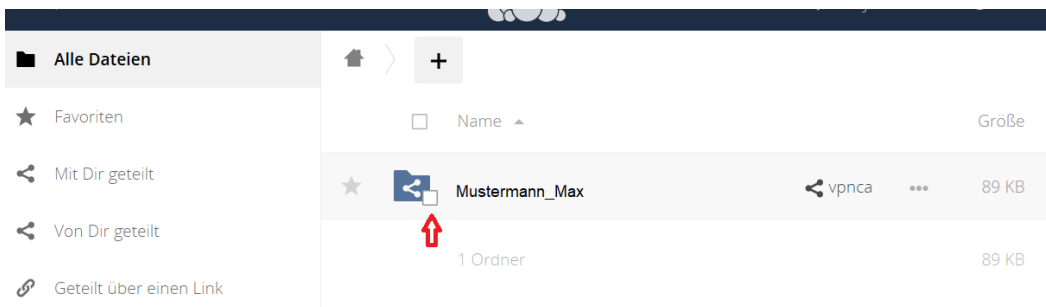 Alle Dateien
+
Favoriten
Name
Größe
Mit Dir geteilt
Mustermann_Max
vpnca
89 KB
Von Dir geteilt
1 Ordner
89 KB
Geteilt über einen Link